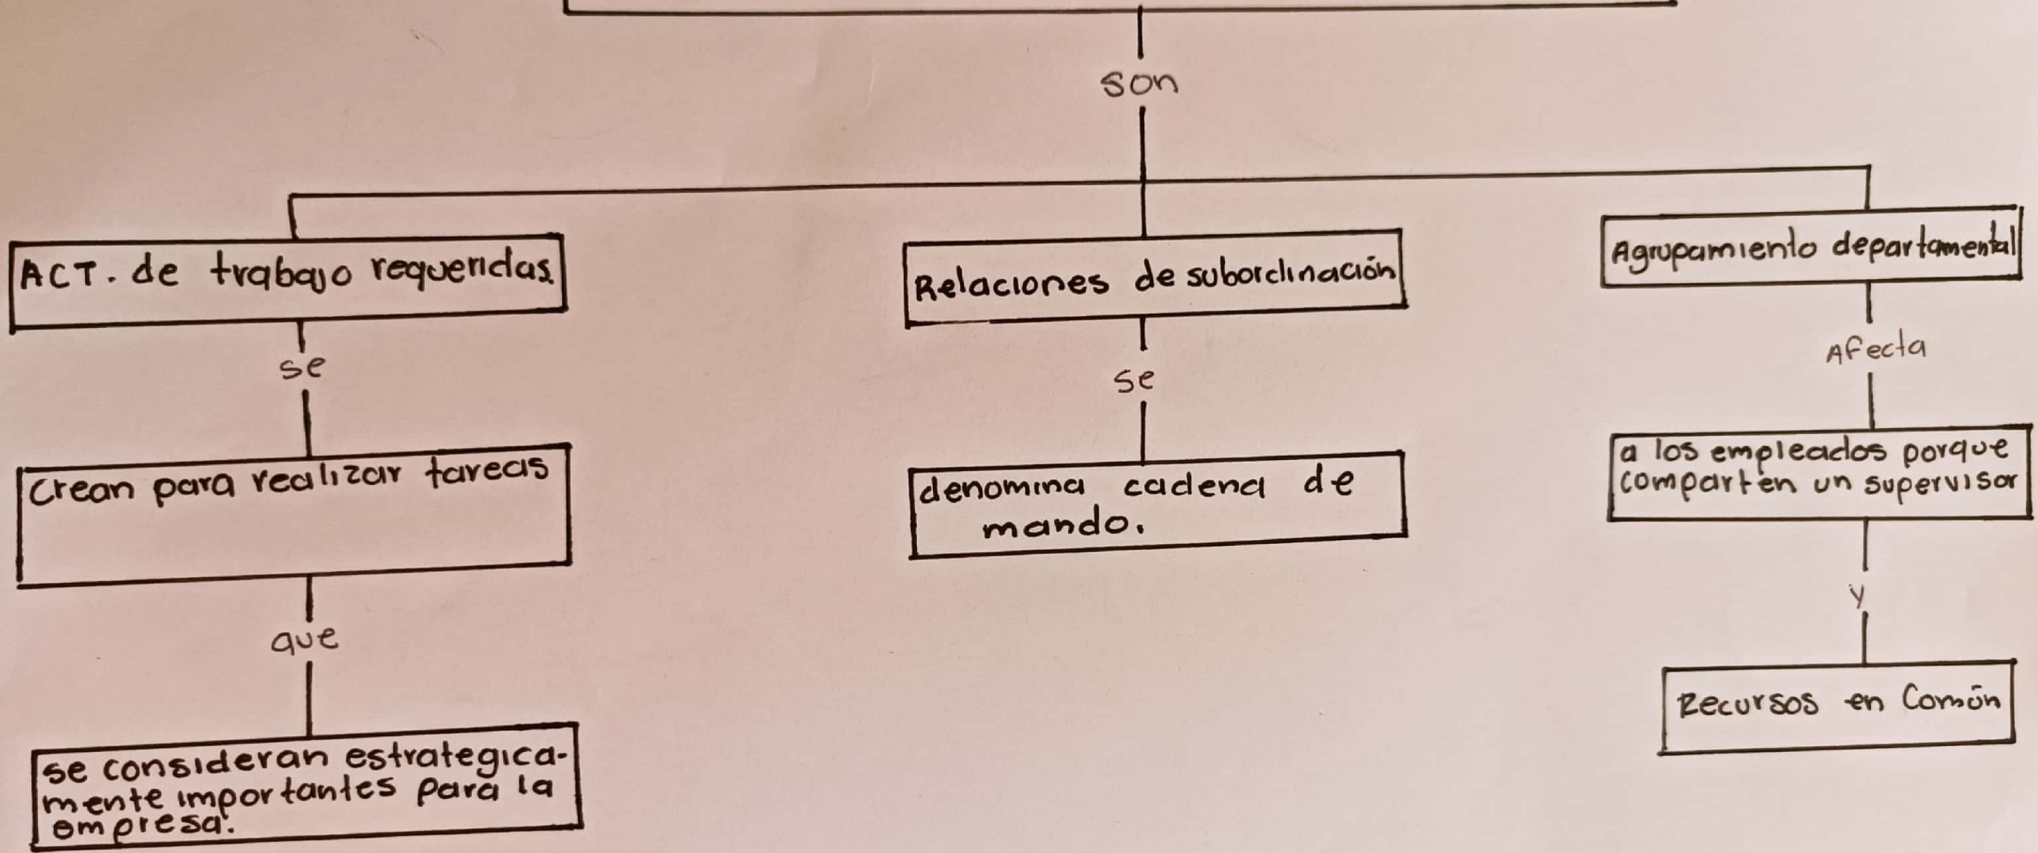 son
ACT. de trabajo requeridas.
se
Crean para realizar tareas
que
se consideran estrategica-
mente importantes para la
empresa.
Relaciones de subordinación
se
denomina cadena de
mando.
Agrupamiento departamental
Afecta
a los empleados porque
comparten un supervisor
y
Recursos en Común